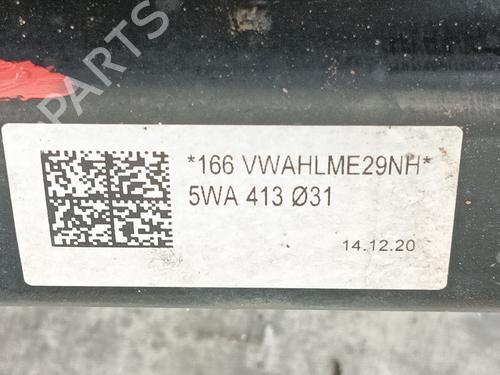 B-PARTS
*166 VWAHLME29NH*
5WA 413 Ø31
14.12.20